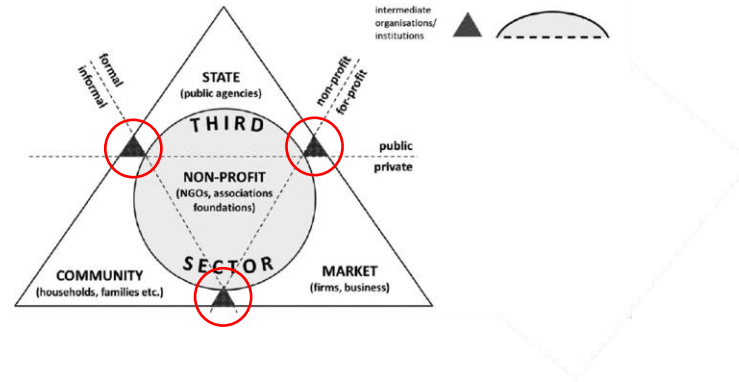 intermediate
organisations/
institutions
formal
informal
STATE
(public agencies)
non-profit
for-profit
THIRD
public
private
NON-PROFIT
(NGOs, associations
foundations)
SECTOR
COMMUNITY
(households, families etc.)
MARKET
(firms, business)